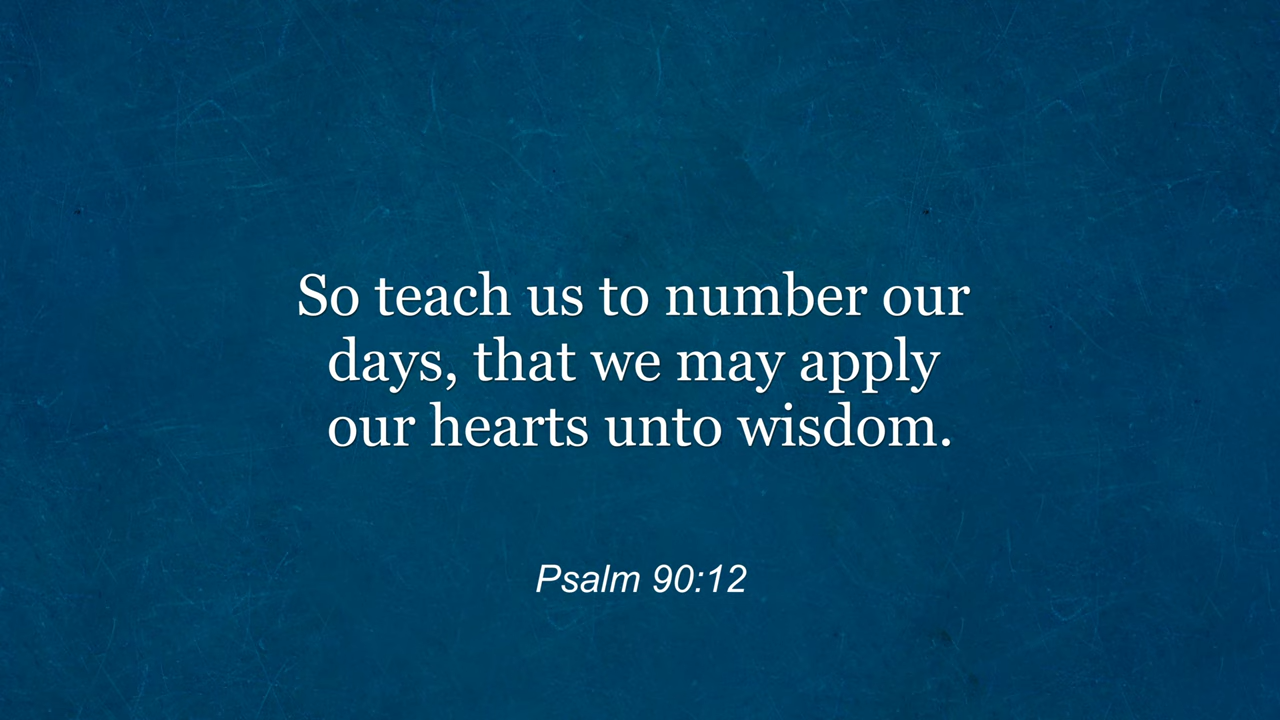 So teach us to number our
days, that we may apply
our hearts unto wisdom.
Psalm 90:12